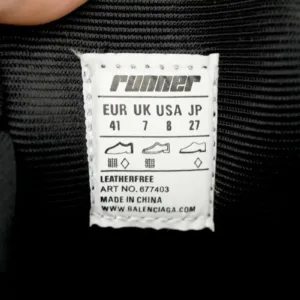 runner
EUR UK USA JP
41 7 8 27
LEATHERFREE
ART NO. 677403
MADE IN CHINA
WWW.BALENCIAGA.COM